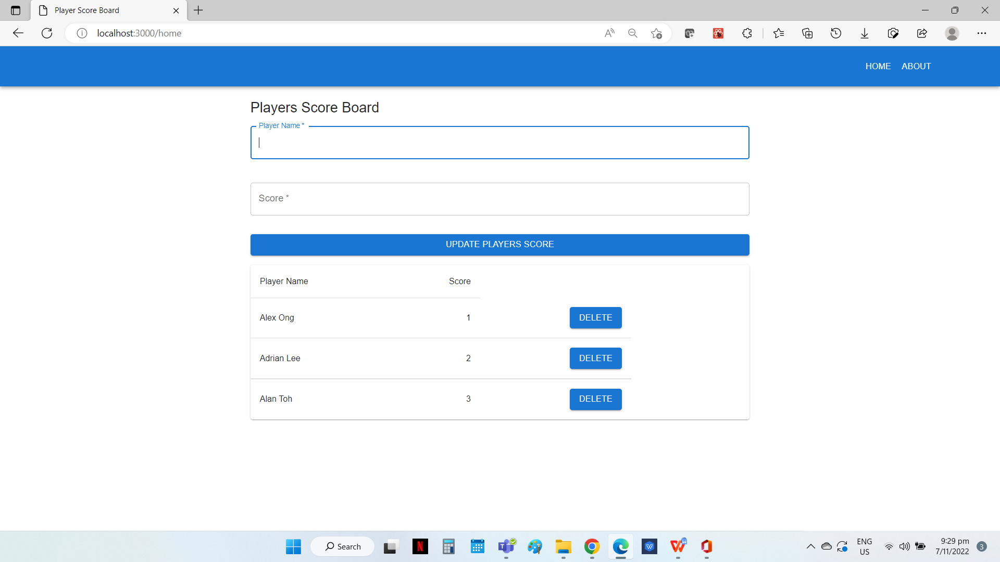 Player Score Board
localhost:3000/home
HOME ABOUT
Players Score Board
Player Name *
Score *
UPDATE PLAYERS SCORE
Player Name Score
Alex Ong 1 DELETE
Adrian Lee 2 DELETE
Alan Toh 3 DELETE
Search
ENG
US
9:29 pm
7/11/2022
3